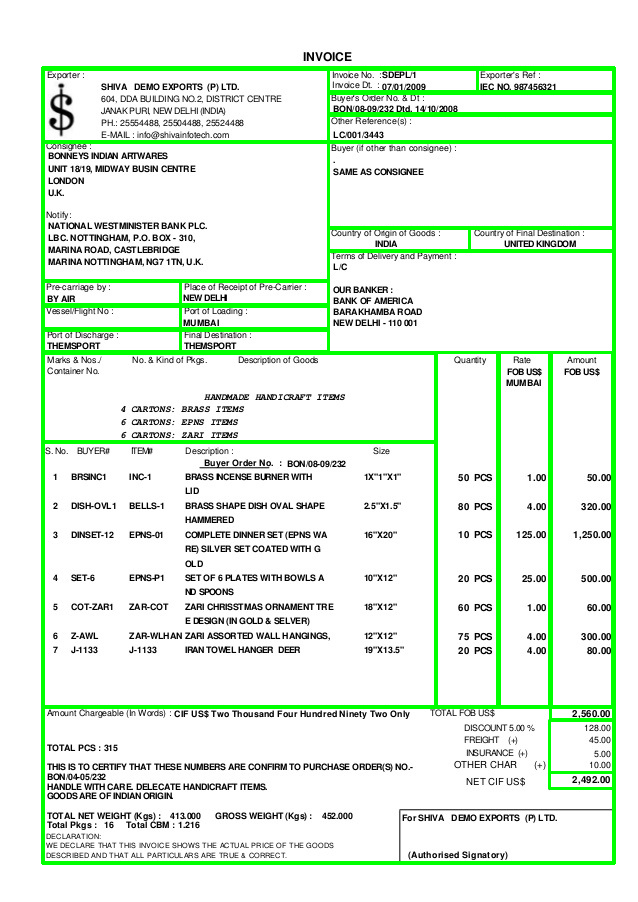 INVOICE
Exporter :
SHIVA DEMO EXPORTS (P) LTD.
604, DDA BUILDING NO.2, DISTRICT CENTRE
JANAK PURI, NEW DELHI (INDIA)
PH.: 25554488, 25504488, 25524488
E-MAIL : info@shivainfotech.com
Invoice No. :SDEPL/1
Invoice Dt. : 07/01/2009
Exporter's Ref :
IEC NO. 987456321
Buyer's Order No. & Dt :
BON/08-09/232 Dtd. 14/10/2008
Other Reference(s) :
LC/001/3443
Consignee :
BONNEYS INDIAN ARTWARES
UNIT 18/19, MIDWAY BUSIN CENTRE
LONDON
U.K.
Buyer (if other than consignee) :
.
SAME AS CONSIGNEE
Notify :
NATIONAL WESTMINISTER BANK PLC.
LBC. NOTTINGHAM, P.O. BOX - 310,
MARINA ROAD, CASTLEBRIDGE
MARINA NOTTINGHAM, NG7 1TN, U.K.
Country of Origin of Goods :
INDIA
Country of Final Destination :
UNITED KINGDOM
Terms of Delivery and Payment :
L/C
OUR BANKER :
BANK OF AMERICA
BARAKHAMBA ROAD
NEW DELHI - 110 001
Pre-carriage by :
BY AIR
Place of Receipt of Pre-Carrier :
NEW DELHI
Vessel/Flight No :
Port of Loading :
MUMBAI
Port of Discharge :
THEMSPORT
Final Destination :
THEMSPORT
Marks & Nos./ No. & Kind of Pkgs. Description of Goods Quantity Rate Amount
Container No. FOB US$ FOB US$
MUMBAI
HANDMADE HANDICRAFT ITEMS
4 CARTONS: BRASS ITEMS
6 CARTONS: EPNS ITEMS
6 CARTONS: ZARI ITEMS
S. No. BUYER# ITEM# Description : Size
Buyer Order No. : BON/08-09/232
1 BRSINC1 INC-1 BRASS INCENSE BURNER WITH 1X"1"X1" 50 PCS 1.00 50.00
LID
2 DISH-OVL1 BELLS-1 BRASS SHAPE DISH OVAL SHAPE 2.5"X1.5" 80 PCS 4.00 320.00
HAMMERED
3 DINSET-12 EPNS-01 COMPLETE DINNER SET (EPNS WA 16"X20" 10 PCS 125.00 1,250.00
RE) SILVER SET COATED WITH G
OLD
4 SET-6 EPNS-P1 SET OF 6 PLATES WITH BOWLS A 10"X12" 20 PCS 25.00 500.00
ND SPOONS
5 COT-ZAR1 ZAR-COT ZARI CHRISSTMAS ORNAMENT TRE 18"X12" 60 PCS 1.00 60.00
E DESIGN (IN GOLD & SELVER)
6 Z-AWL ZAR-WLHAN ZARI ASSORTED WALL HANGINGS, 12"X12" 75 PCS 4.00 300.00
7 J-1133 J-1133 IRAN TOWEL HANGER DEER 19"X13.5" 20 PCS 4.00 80.00
Amount Chargeable (In Words) : CIF US$ Two Thousand Four Hundred Ninety Two Only TOTAL FOB US$ 2,560.00
DISCOUNT 5.00 % 128.00
FREIGHT (+) 45.00
TOTAL PCS : 315
INSURANCE (+) 5.00
OTHER CHAR (+) 10.00
NET CIF US$ 2,492.00
THIS IS TO CERTIFY THAT THESE NUMBERS ARE CONFIRM TO PURCHASE ORDER(S) NO.-
BON/04-05/232
HANDLE WITH CARE. DELECATE HANDICRAFT ITEMS.
GOODS ARE OF INDIAN ORIGIN.
TOTAL NET WEIGHT (Kgs) : 413.000 GROSS WEIGHT (Kgs) : 452.000
Total Pkgs : 16 Total CBM : 1.216
DECLARATION:
WE DECLARE THAT THIS INVOICE SHOWS THE ACTUAL PRICE OF THE GOODS
DESCRIBED AND THAT ALL PARTICULARS ARE TRUE & CORRECT.
For SHIVA DEMO EXPORTS (P) LTD.
(Authorised Signatory)